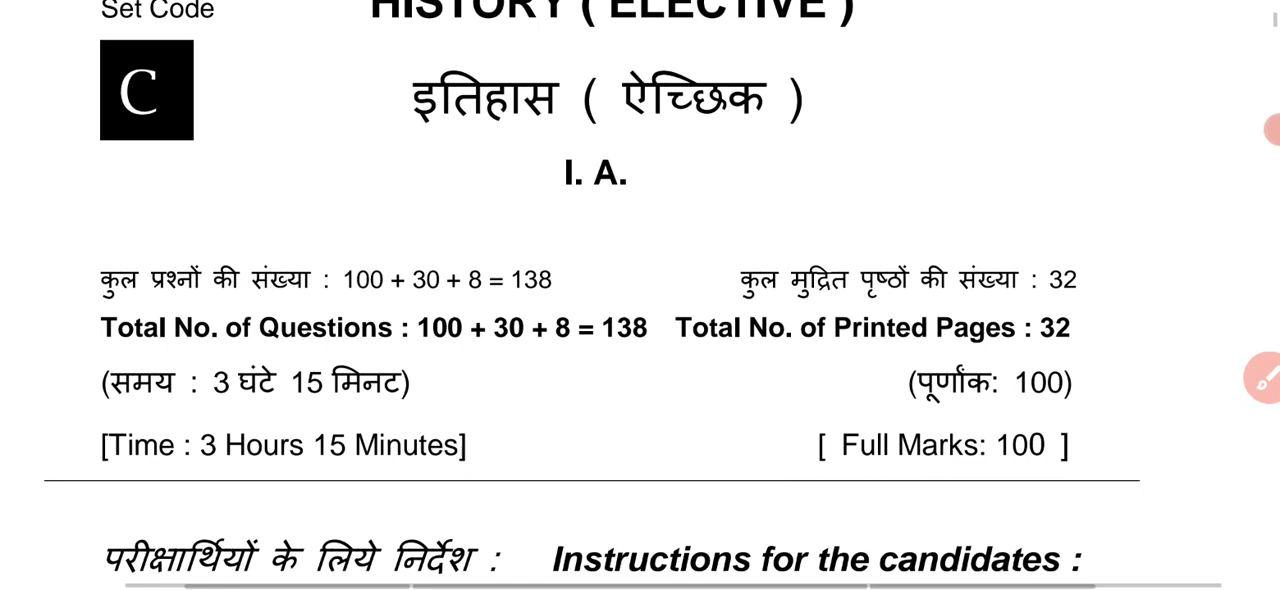 Set Code
HISTORY ( ELECTIVE )
C
इतिहास ( ऐच्छिक )
I. A.
कुल प्रश्नों की संख्या : 100 + 30 + 8 = 138 कुल मुद्रित पृष्ठों की संख्या : 32
Total No. of Questions : 100 + 30 + 8 = 138 Total No. of Printed Pages : 32
(समय : 3 घंटे 15 मिनट) (पूर्णांक: 100)
[Time : 3 Hours 15 Minutes] [ Full Marks: 100 ]
परीक्षार्थियों के लिये निर्देश : Instructions for the candidates :